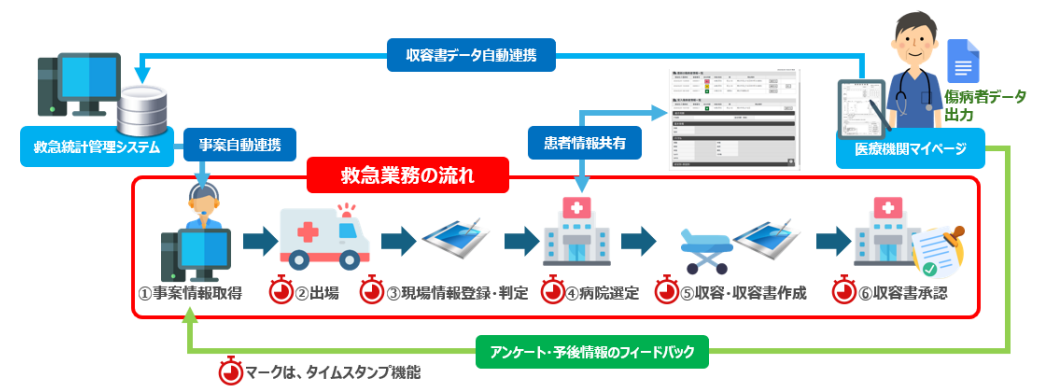 収容書データ自動連携
傷病者データ
出力
救急統計管理システム
事案自動連携
患者情報共有
医療機関マイページ
救急業務の流れ
①事案情報取得
②出場
③現場情報登録・判定
④病院選定
⑤収容・収容書作成
⑥収容書承認
アンケート・予後情報のフィードバック
マークは、タイムスタンプ機能